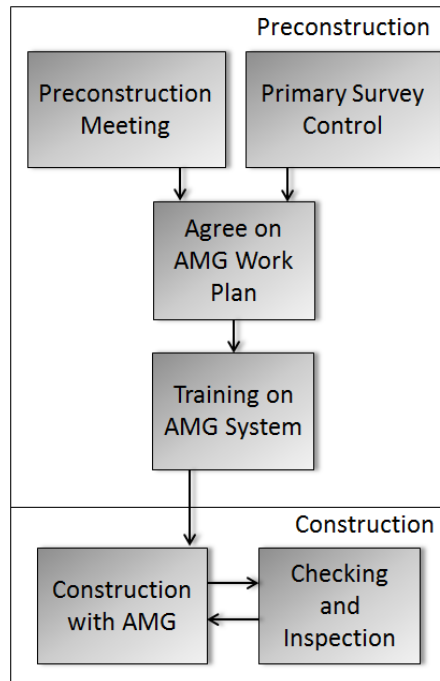 Preconstruction
Preconstruction
Meeting
Primary Survey
Control
Agree on
AMG Work
Plan
Training on
AMG System
Construction
Construction
with AMG
Checking
and
Inspection